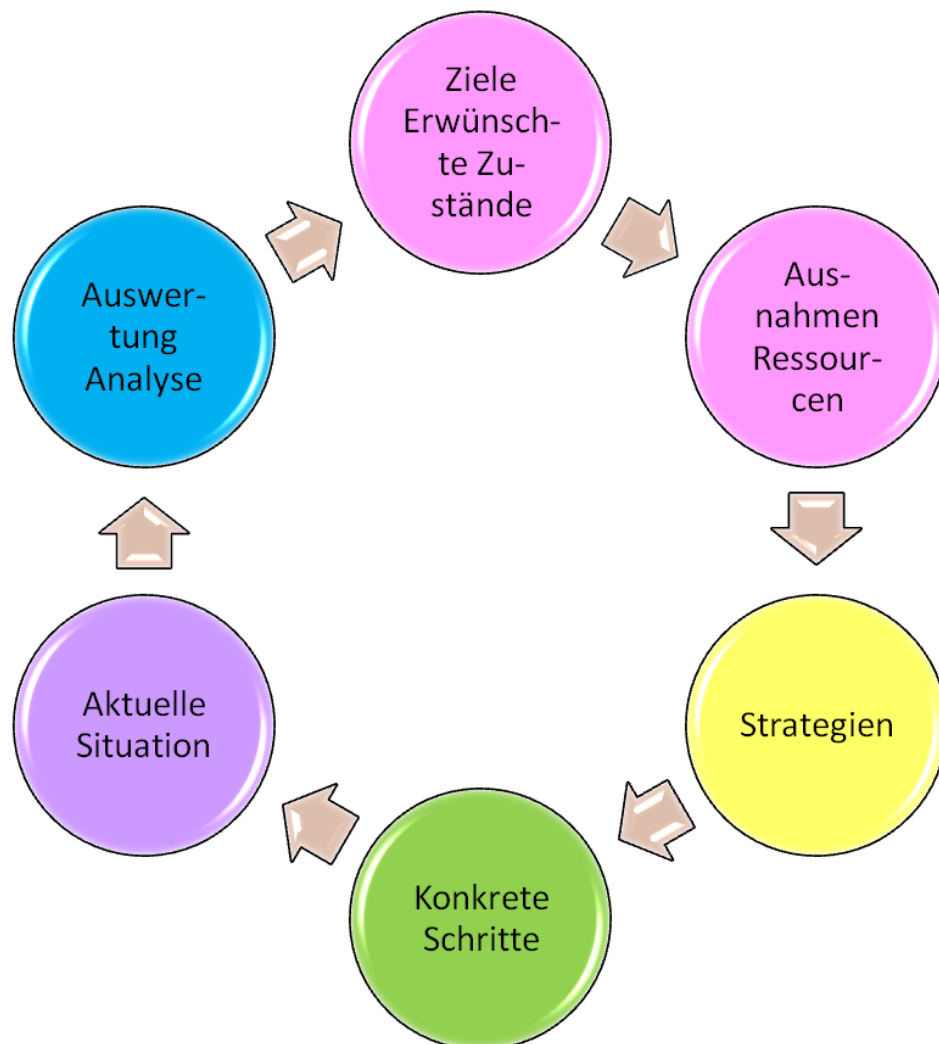 Ziele
Erwünsch-
te Zu-
stände
Aus-
nahmen
Ressour-
cen
Strategien
Konkrete
Schritte
Aktuelle
Situation
Auswer-
tung
Analyse